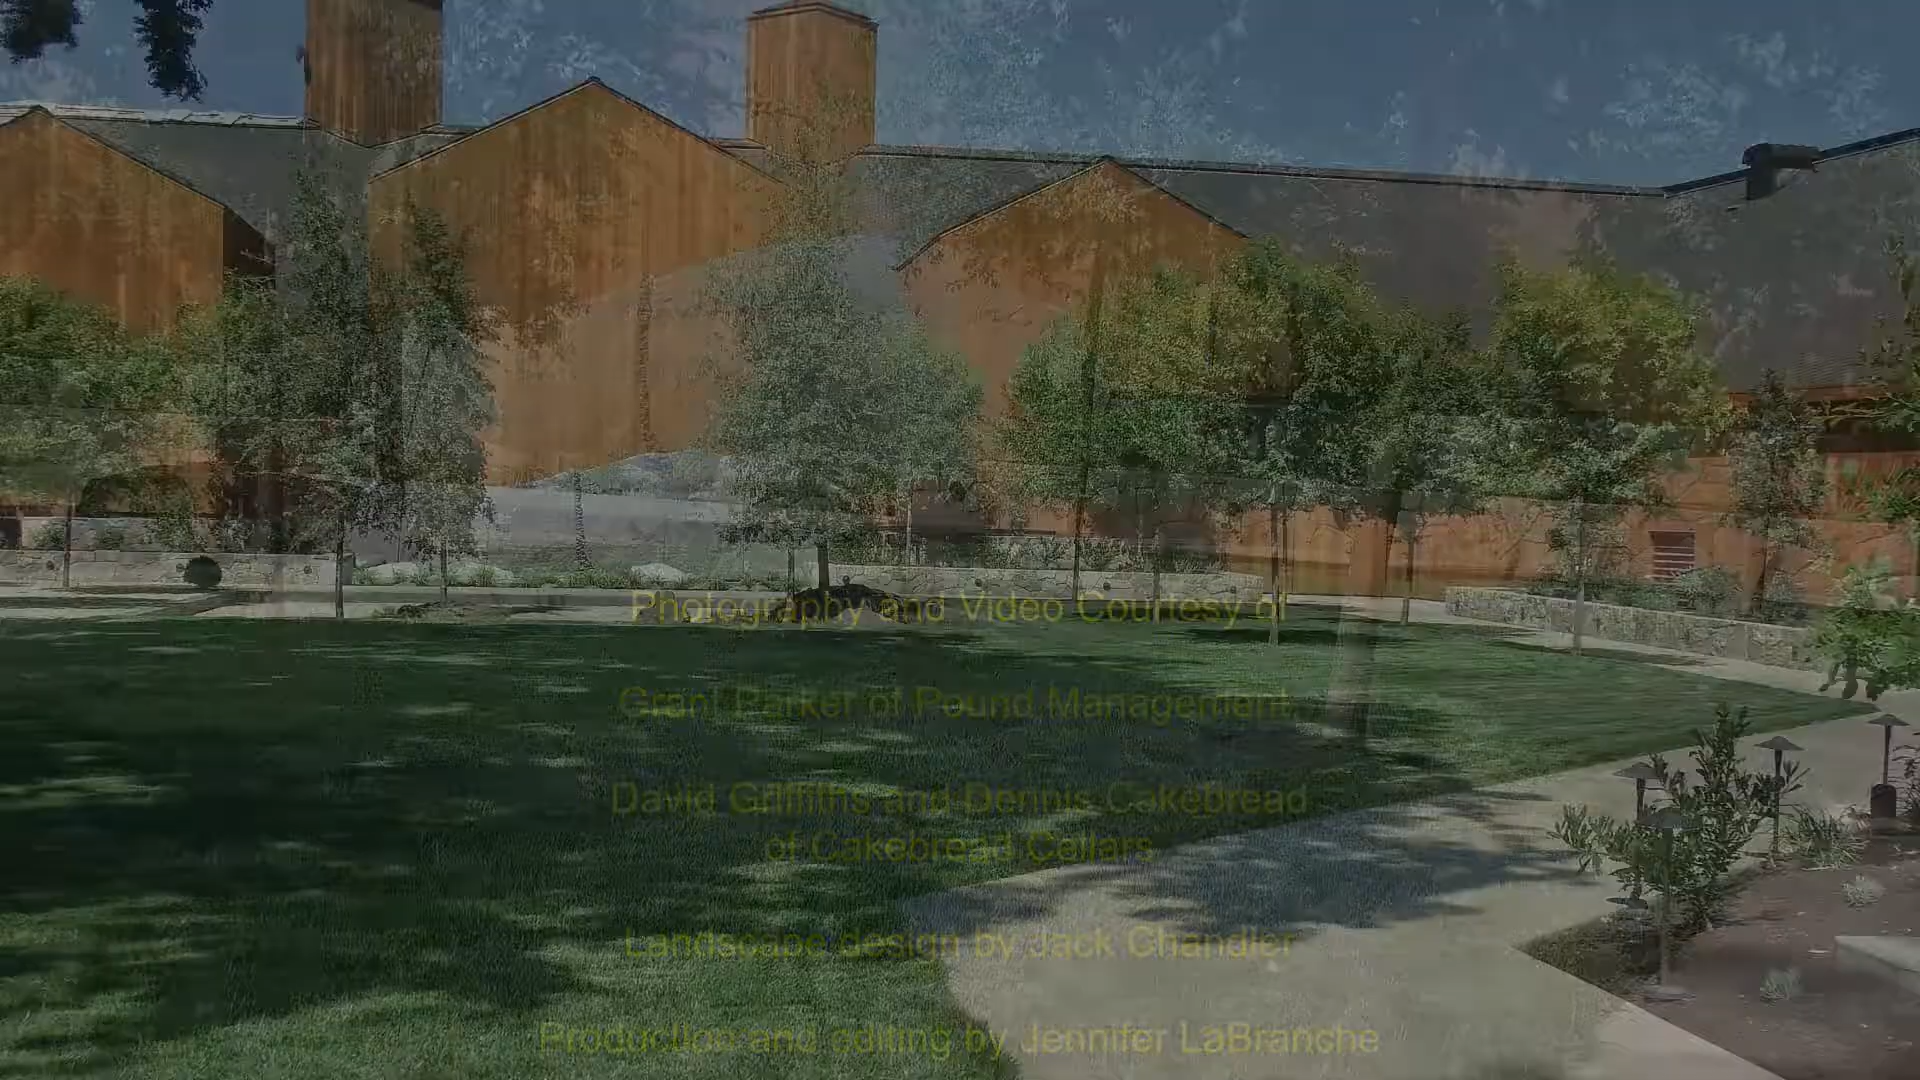 Photography and Video Courtesy of
Grant Parker of Pound Management
David Griffiths and Dennis Cakebread
of Cakebread Cellars
Landscape design by Jack Chandler
Production and editing by Jennifer LaBranche